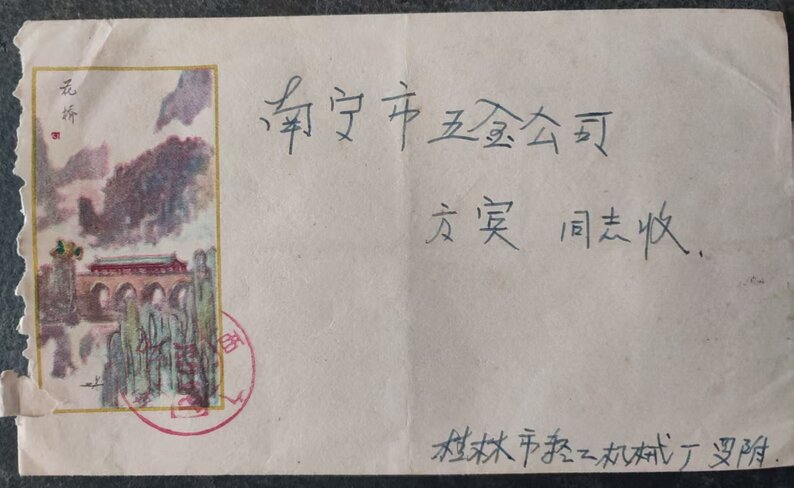 花桥
南宁市五金公司
方宾 同志收.
桂林市轻工机械厂罗附.